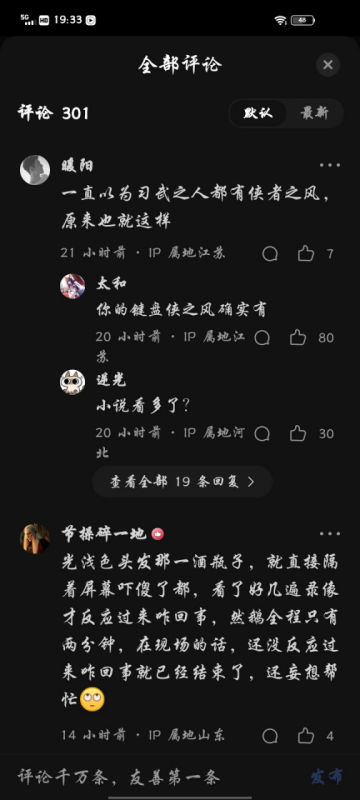 5G HD 19:33 48
全部评论
评论 301
默认 最新
暖阳
一直以为习武之人都有侠者之风，
原来也就这样
21 小时前 · IP 属地江苏 7
太和
你的键盘侠之风确实有
20 小时前 · IP 属地江 80
苏
逆光
小说看多了？
20 小时前 · IP 属地河 30
北
查看全部 19 条回复 >
节操碎一地
光浅色头发那一酒瓶子，就直接隔
着屏幕吓傻了都，看了好几遍录像
才反应过来咋回事，然鹅全程只有
两分钟，在现场的话，还没反应过
来咋回事就已经结束了，还妄想帮
忙🙄
14 小时前 · IP 属地山东 4
评论千万条，友善第一条 发布